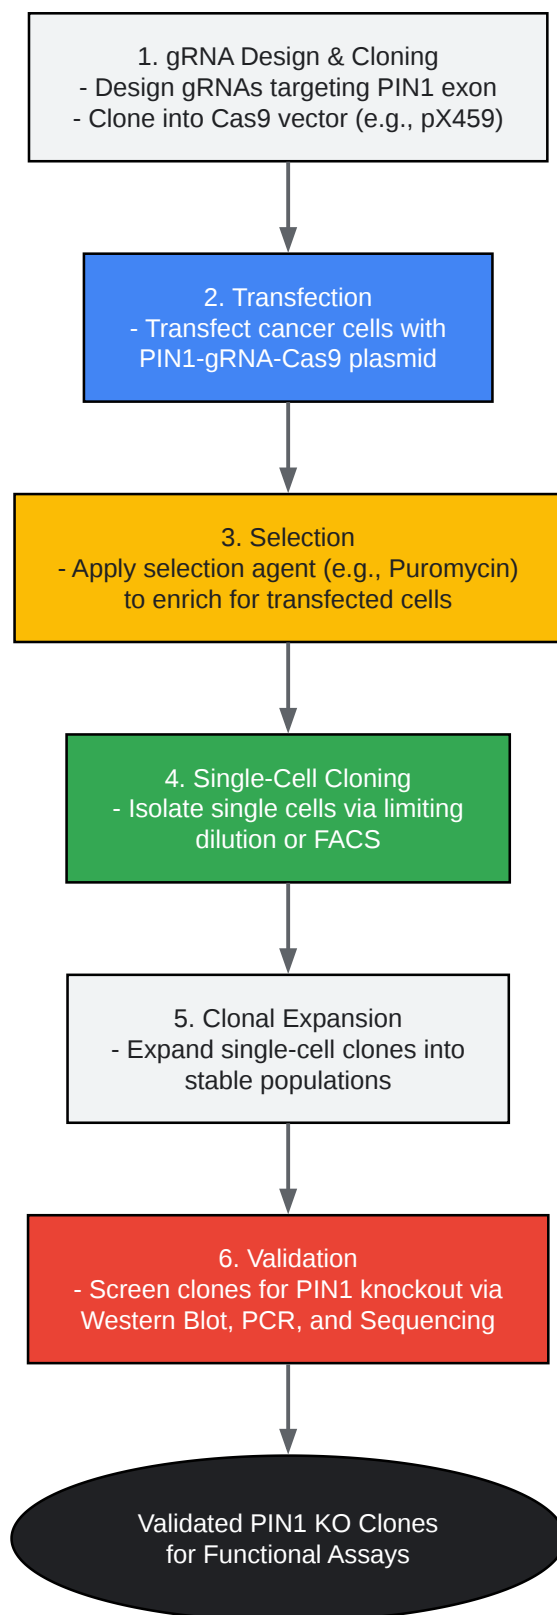 1. gRNA Design & Cloning
- Design gRNAs targeting PIN1 exon
- Clone into Cas9 vector (e.g., pX459)
2. Transfection
- Transfect cancer cells with
PIN1-gRNA-Cas9 plasmid
3. Selection
- Apply selection agent (e.g., Puromycin)
to enrich for transfected cells
4. Single-Cell Cloning
- Isolate single cells via limiting
dilution or FACS
5. Clonal Expansion
- Expand single-cell clones into
stable populations
6. Validation
- Screen clones for PIN1 knockout via
Western Blot, PCR, and Sequencing
Validated PIN1 KO Clones
for Functional Assays